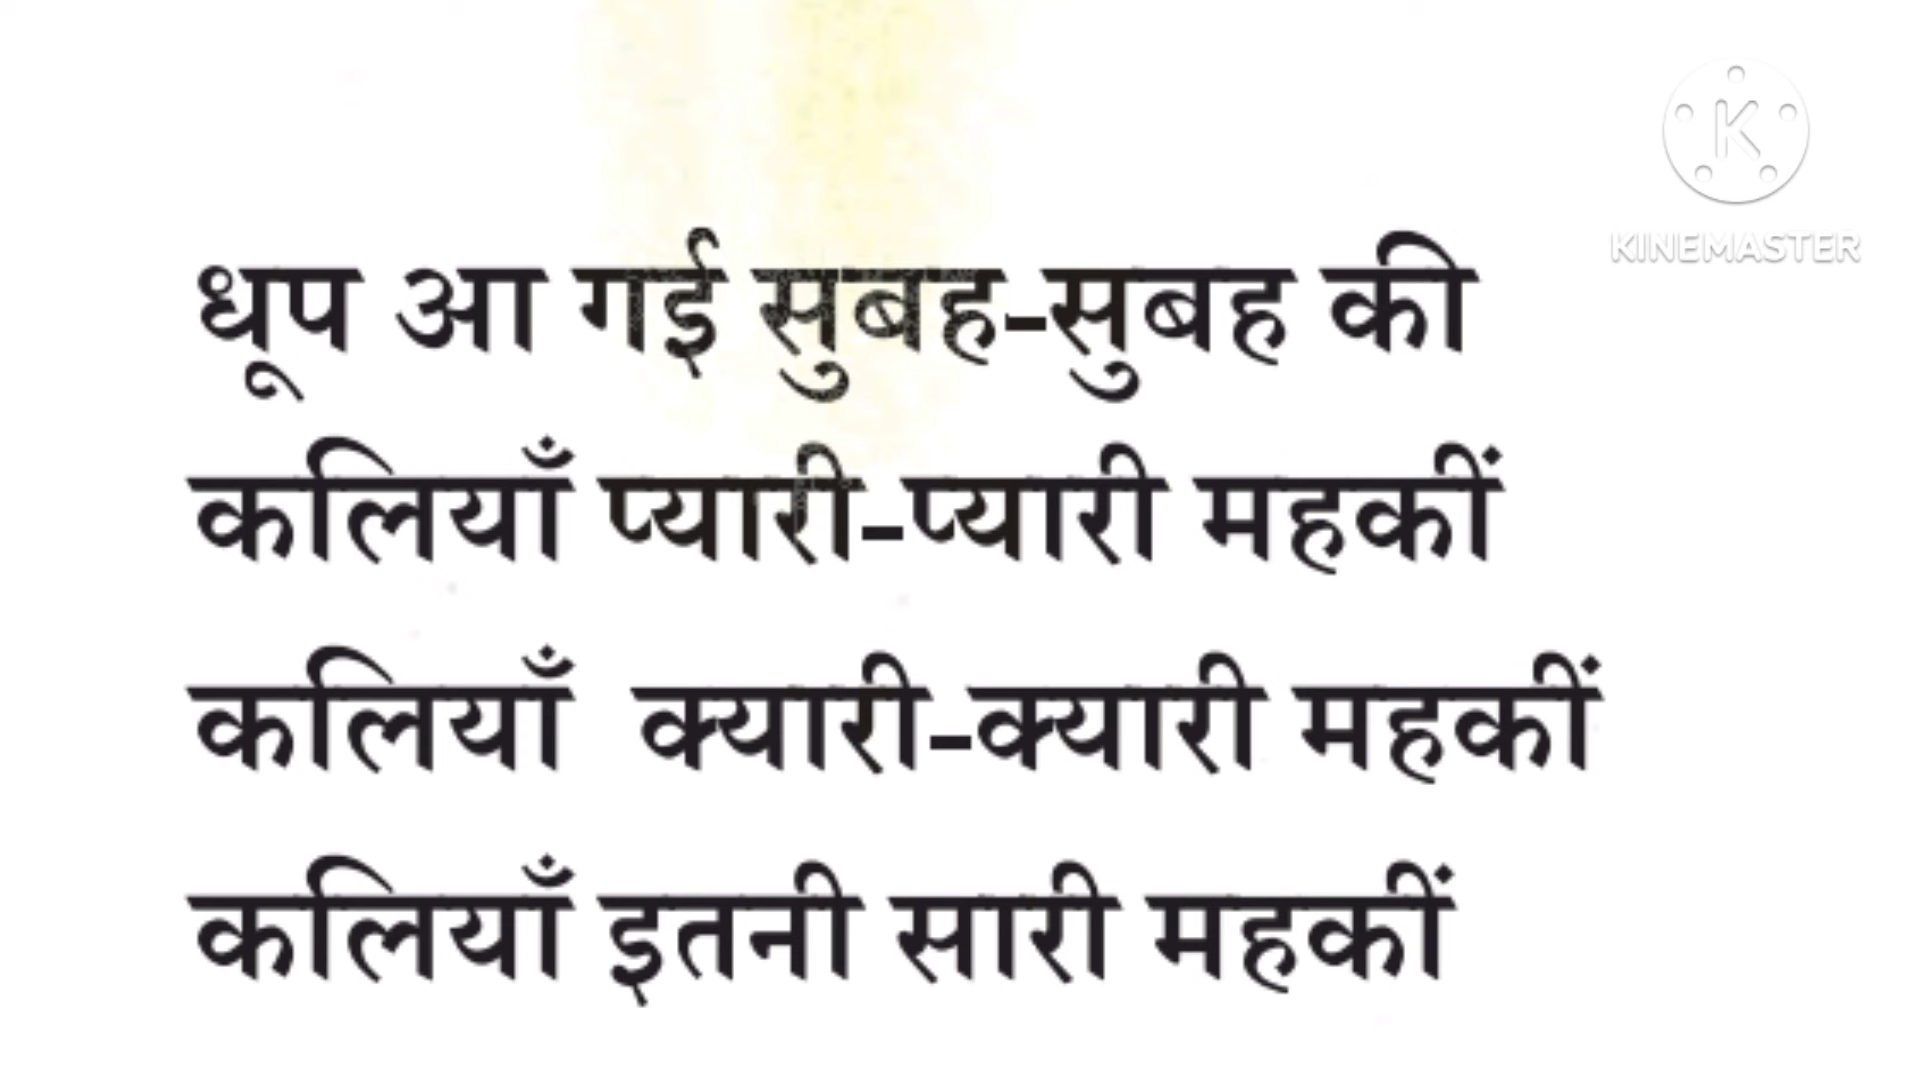 KINEMASTER
धूप आ गई सुबह-सुबह की
कलियाँ प्यारी-प्यारी महकीं
कलियाँ क्यारी-क्यारी महकीं
कलियाँ इतनी सारी महकीं